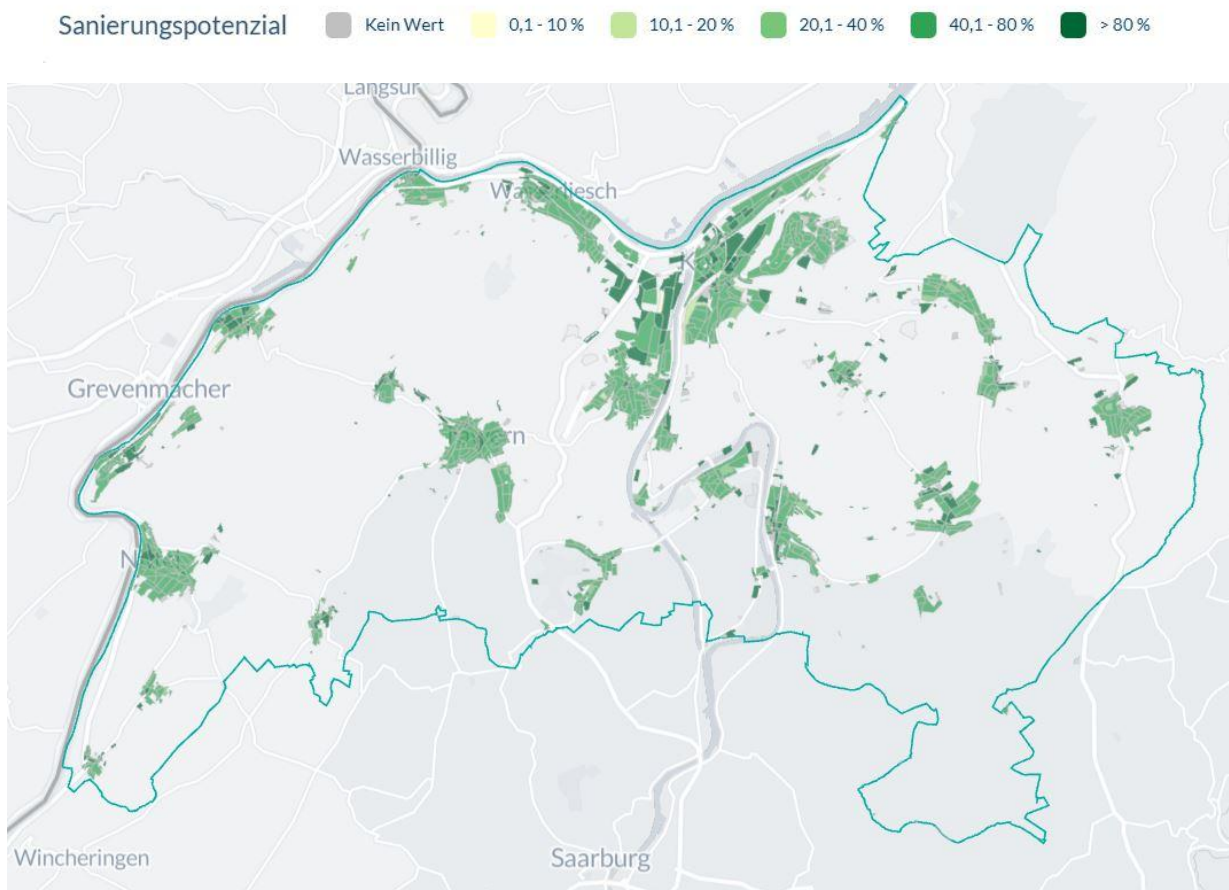 Sanierungspotenzial Kein Wert 0,1 - 10 % 10,1 - 20 % 20,1 - 40 % 40,1 - 80 % > 80 %
Langsur
Wasserbillig
Grevenmacher
Wincheringen
Saarburg